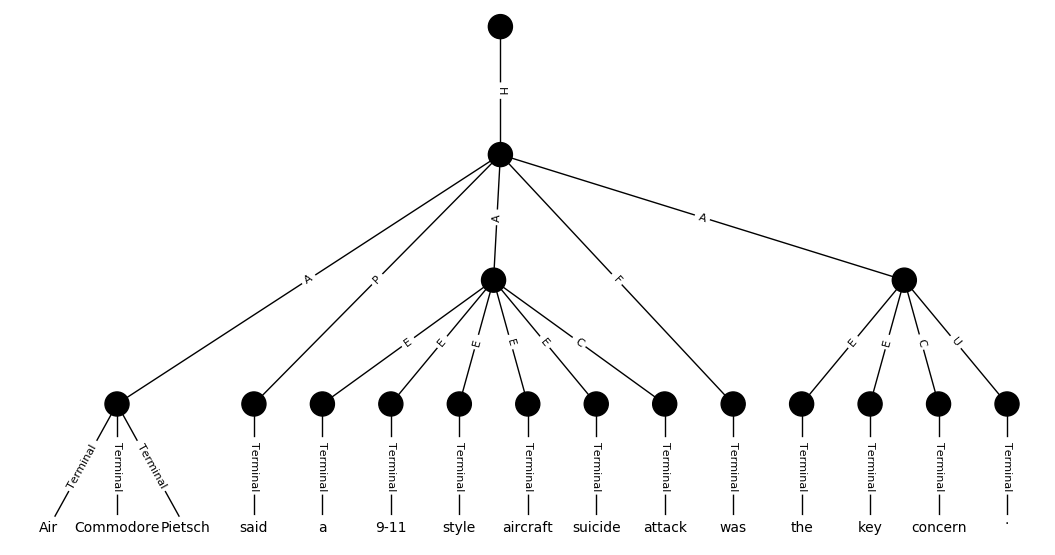 H
A
A
P
F
A
E
E
E
E
E
C
E
E
C
U
Terminal Terminal Terminal Terminal Terminal Terminal Terminal Terminal Terminal Terminal Terminal Terminal Terminal Terminal Terminal
Air Commodore Pietsch said a 9-11 style aircraft suicide attack was the key concern .